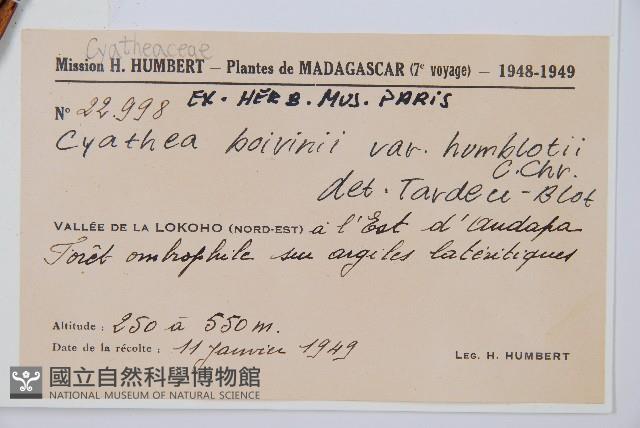 Cyatheaceae
Mission H. HUMBERT — Plantes de MADAGASCAR (7e voyage) — 1948-1949
No 22.998 EX. HERB. MUS. PARIS
Cyathea boivinii var. humblotii
C.Chr.
det. Tardieu-Blot
VALLÉE DE LA LOKOHO (NORD-EST) à l'Est d'Andapa
Forêt ombrophile sur argiles latéritiques
Altitude : 250 à 550 m.
Date de la récolte : 11 Janvier 1949
LEG. H. HUMBERT
國立自然科學博物館
NATIONAL MUSEUM OF NATURAL SCIENCE